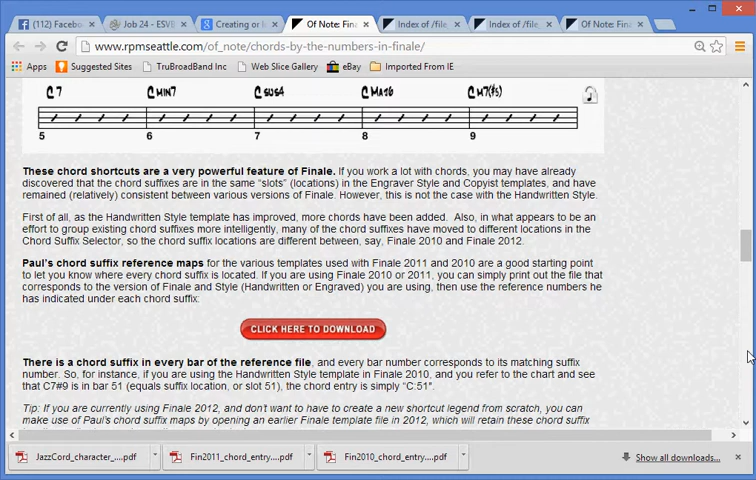 (112) Faceboo
Job 24 - ESVB
Creating or k
Of Note: Fina
Index of /file
Index of /file
Of Note: Fina
www.rpmseattle.com/of_note/chords-by-the-numbers-in-finale/
Apps Suggested Sites TruBroadBand Inc Web Slice Gallery eBay Imported From IE
C7 CMIN7 CSUS4 CMAJ6 CM7(#5)
5 6 7 8 9
These chord shortcuts are a very powerful feature of Finale. If you work a lot with chords, you may have already
discovered that the chord suffixes are in the same "slots" (locations) in the Engraver Style and Copyist templates, and have
remained (relatively) consistent between various versions of Finale. However, this is not the case with the Handwritten Style.
First of all, as the Handwritten Style template has improved, more chords have been added. Also, in what appears to be an
effort to group existing chord suffixes more intelligently, many of the chord suffixes have moved to different locations in the
Chord Suffix Selector, so the chord suffix locations are different between, say, Finale 2010 and Finale 2012.
Paul's chord suffix reference maps for the various templates used with Finale 2011 and 2010 are a good starting point
to let you know where every chord suffix is located. If you are using Finale 2010 or 2011, you can simply print out the file that
corresponds to the version of Finale and Style (Handwritten or Engraved) you are using, then use the reference numbers he
has indicated under each chord suffix:
CLICK HERE TO DOWNLOAD
There is a chord suffix in every bar of the reference file, and every bar number corresponds to its matching suffix
number. So, for instance, if you are using the Handwritten Style template in Finale 2010, and you refer to the chart and see
that C7#9 is in bar 51 (equals suffix location, or slot 51), the chord entry is simply "C:51".
Tip: If you are currently using Finale 2012, and don't want to have to create a new shortcut legend from scratch, you can
make use of Paul's chord suffix maps by opening an earlier Finale template file in 2012, which will retain these chord suffix
JazzCord_character_....pdf Fin2011_chord_entry....pdf Fin2010_chord_entry....pdf Show all downloads...